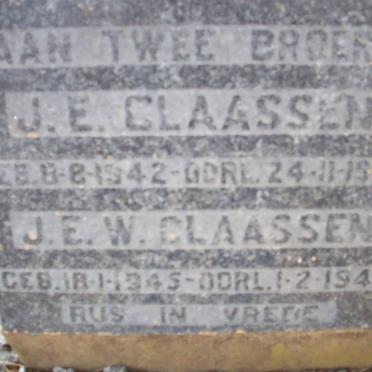 AAN TWEE BROER
J.E. CLAASSEN
GEB. 8-8-1942-OORL. 24-11-19
J.E.W. CLAASSEN
GEB. 18-1-1945-OORL. 1-2-194
RUS IN VREDE